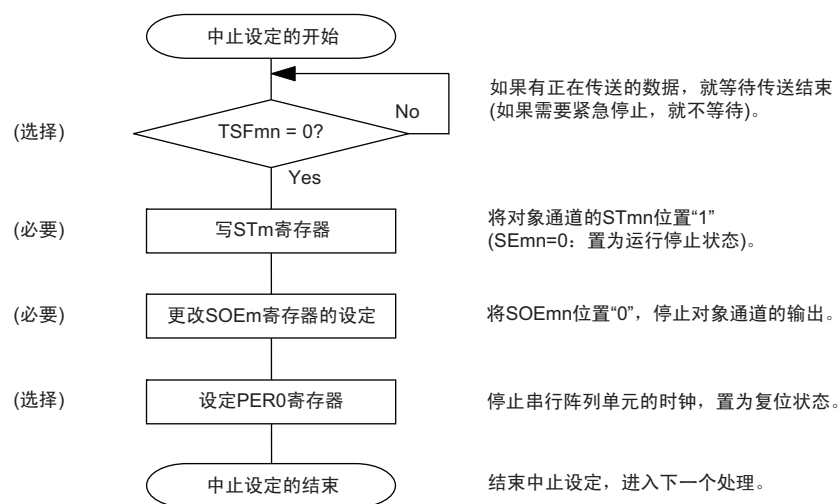 中止设定的开始
如果有正在传送的数据，就等待传送结束
(如果需要紧急停止，就不等待)。
No
(选择)
TSFmn = 0?
Yes
(必要)
写STm寄存器
将对象通道的STmn位置“1”
(SEmn=0：置为运行停止状态)。
(必要)
更改SOEm寄存器的设定
将SOEmn位置“0”，停止对象通道的输出。
(选择)
设定PER0寄存器
停止串行阵列单元的时钟，置为复位状态。
中止设定的结束
结束中止设定，进入下一个处理。